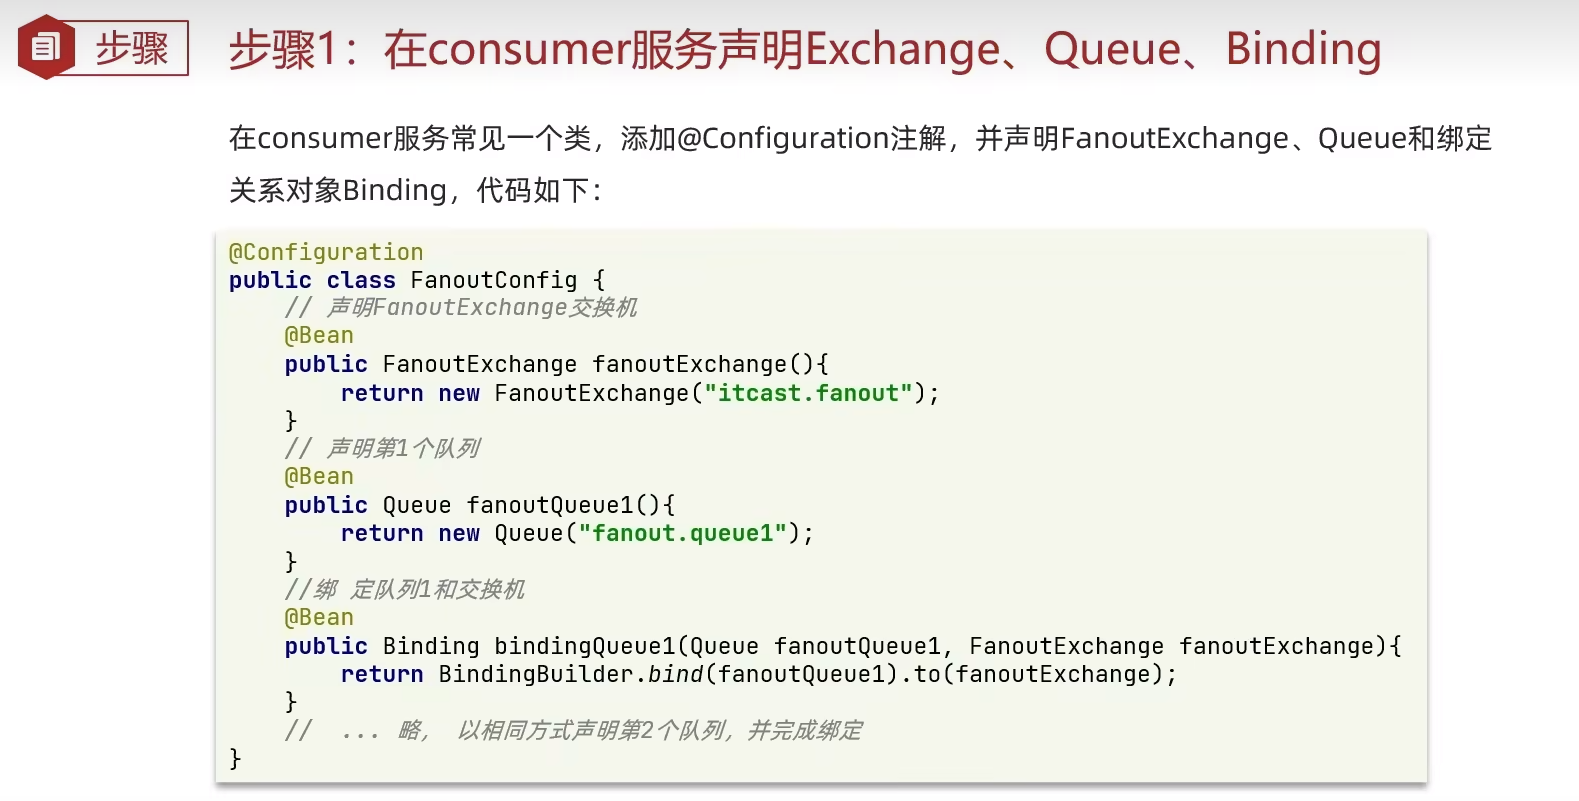 步骤
步骤1：在consumer服务声明Exchange、Queue、Binding
在consumer服务常见一个类，添加@Configuration注解，并声明FanoutExchange、Queue和绑定
关系对象Binding，代码如下：
@Configuration
public class FanoutConfig {
    // 声明FanoutExchange交换机
    @Bean
    public FanoutExchange fanoutExchange(){
        return new FanoutExchange("itcast.fanout");
    }
    // 声明第1个队列
    @Bean
    public Queue fanoutQueue1(){
        return new Queue("fanout.queue1");
    }
    //绑 定队列1和交换机
    @Bean
    public Binding bindingQueue1(Queue fanoutQueue1, FanoutExchange fanoutExchange){
        return BindingBuilder.bind(fanoutQueue1).to(fanoutExchange);
    }
    //  ... 略， 以相同方式声明第2个队列，并完成绑定
}